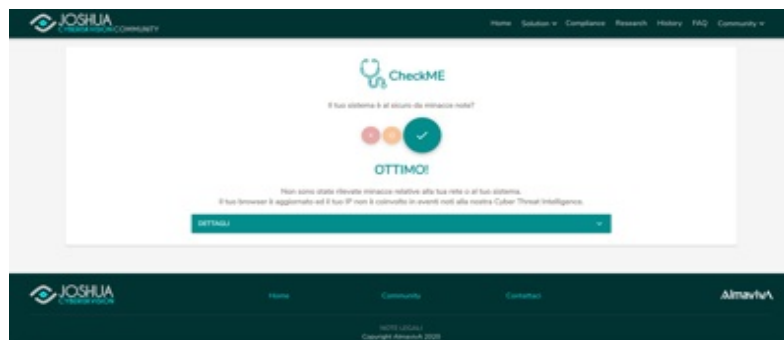 JOSHUA
CYBERVISION COMMUNITY
Home Solution Compliance Research History FAQ Community
CheckME
Il tuo sistema è al sicuro da minacce note?
OTTIMO!
Non sono state rilevate minacce relative alla tua rete o al tuo sistema.
Il tuo browser è aggiornato ed il tuo IP non è coinvolto in eventi noti alla nostra Cyber Threat Intelligence.
DETTAGLI
JOSHUA
CYBERVISION
Home Community Contattaci
AlmavivA
NOTE LEGALI
Copyright AlmavivA 2020